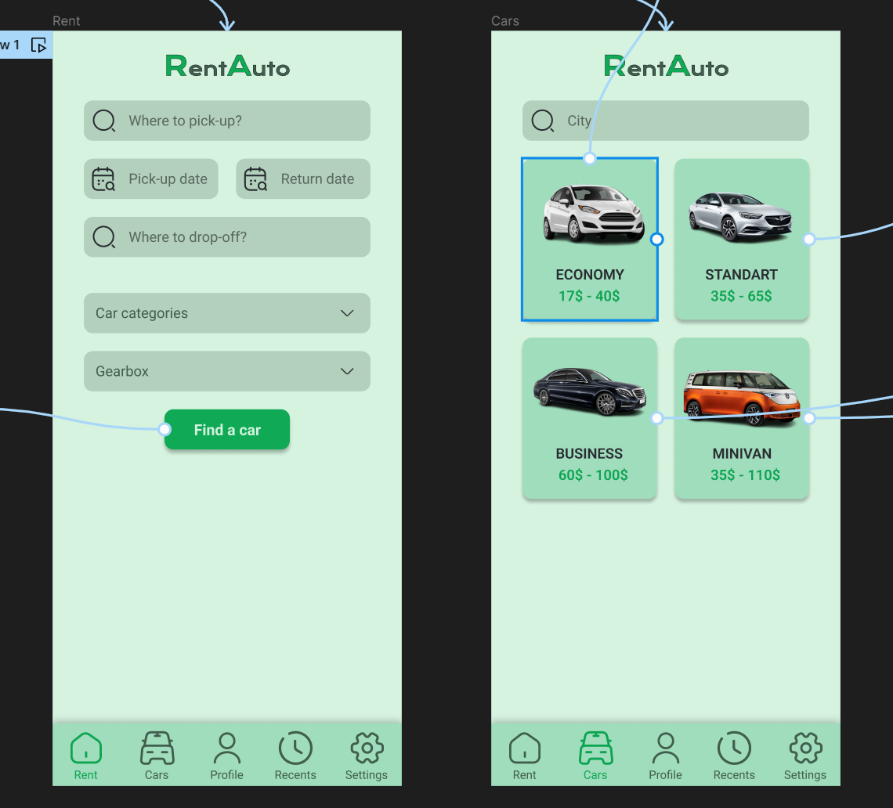 Rent
w 1
RentAuto
Where to pick-up?
Pick-up date
Return date
Where to drop-off?
Car categories
Gearbox
Find a car
Rent
Cars
Profile
Recents
Settings
Cars
RentAuto
City
ECONOMY
17$ - 40$
STANDART
35$ - 65$
BUSINESS
60$ - 100$
MINIVAN
35$ - 110$
Rent
Cars
Profile
Recents
Settings